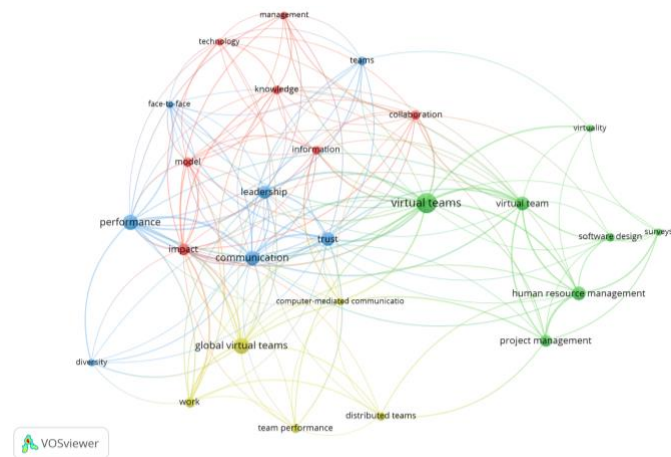 management
technology
teams
knowledge
face-to-face
collaboration
virtuality
information
model
leadership
virtual teams
virtual team
performance
surveys
software design
trust
impact
communication
human resource management
computer-mediated communicatio
project management
global virtual teams
diversity
work
distributed teams
team performance
VOSviewer